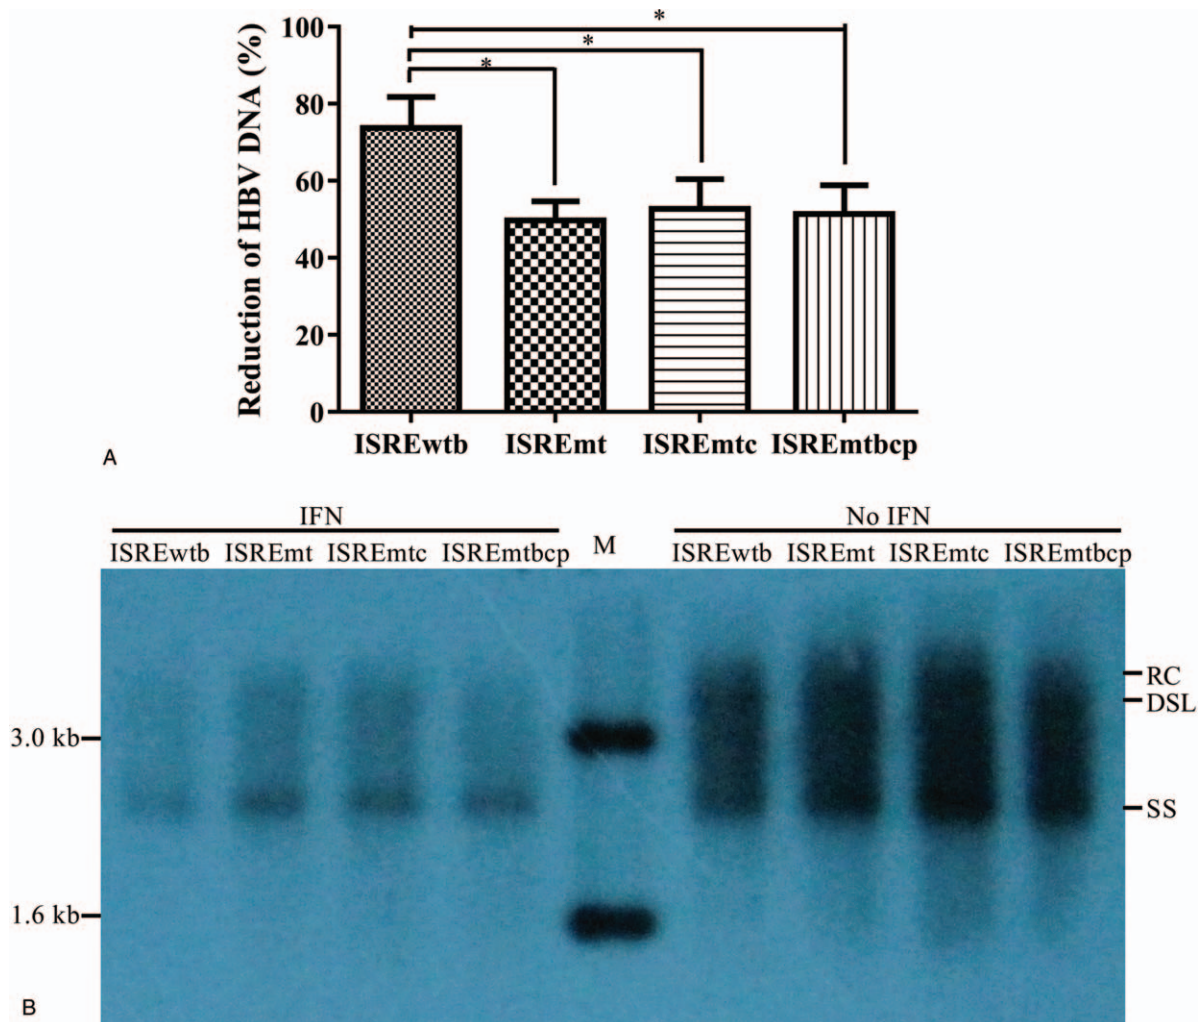 Reduction of HBV DNA (%)
100
80
60
40
20
0
*
*
*
ISREwtb ISREmt ISREmtc ISREmtbcp
A
IFN No IFN
ISREwtb ISREmt ISREmtc ISREmtbcp M ISREwtb ISREmt ISREmtc ISREmtbcp
RC
DSL
3.0 kb
SS
1.6 kb
B